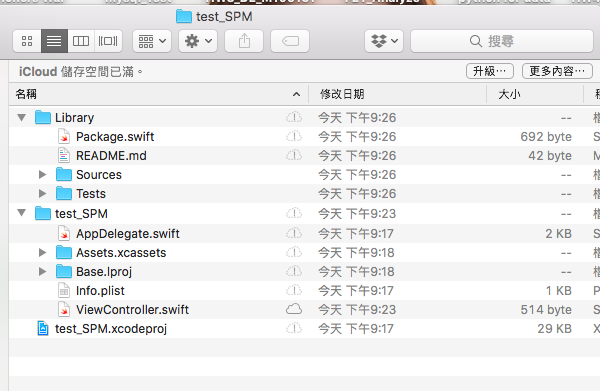 test_SPM
搜尋
iCloud 儲存空間已滿。 升級⋯ 更多內容⋯
名稱 修改日期 大小
Library 今天 下午9:26 --
Package.swift 今天 下午9:26 692 byte
README.md 今天 下午9:26 42 byte
Sources 今天 下午9:26 --
Tests 今天 下午9:26 --
test_SPM 今天 下午9:23 --
AppDelegate.swift 今天 下午9:17 2 KB
Assets.xcassets 今天 下午9:18 --
Base.lproj 今天 下午9:18 --
Info.plist 今天 下午9:17 1 KB
ViewController.swift 今天 下午9:23 514 byte
test_SPM.xcodeproj 今天 下午9:17 29 KB